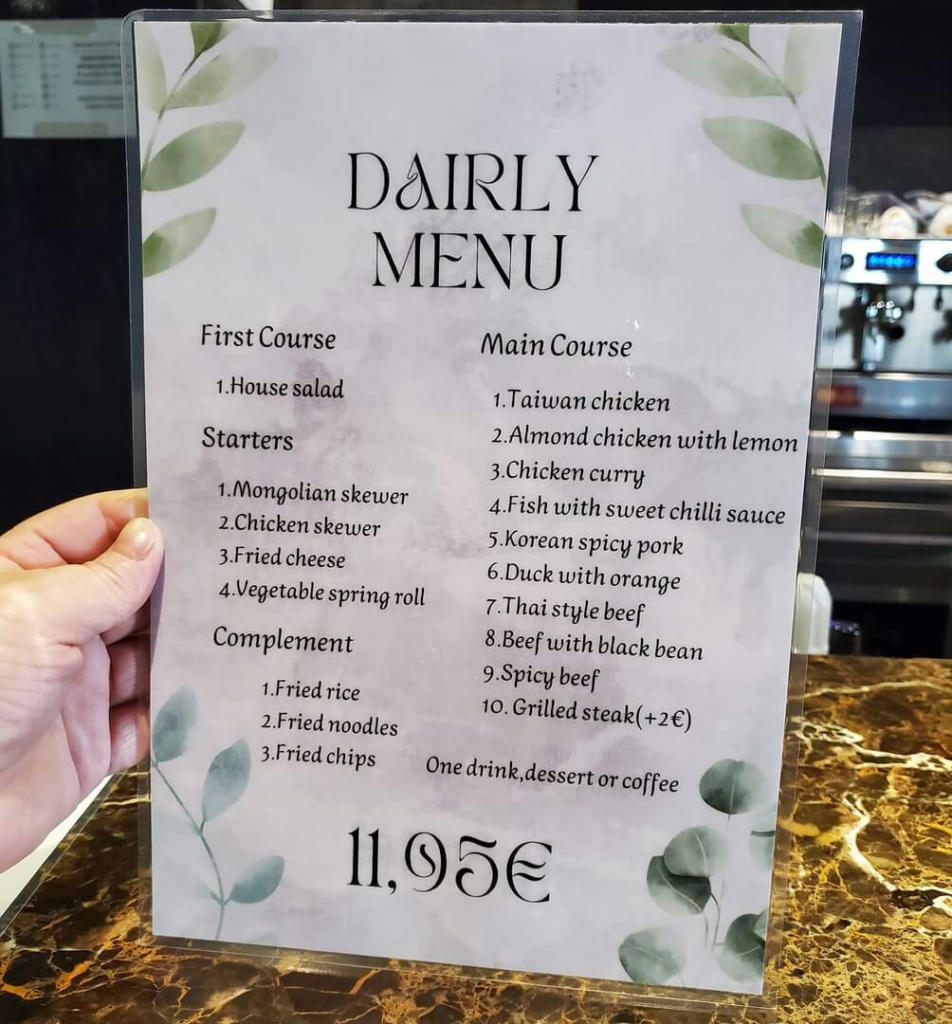 DAIRLY
MENU
First Course
1.House salad
Starters
1.Mongolian skewer
2.Chicken skewer
3.Fried cheese
4.Vegetable spring roll
Complement
1.Fried rice
2.Fried noodles
3.Fried chips
Main Course
1.Taiwan chicken
2.Almond chicken with lemon
3.Chicken curry
4.Fish with sweet chilli sauce
5.Korean spicy pork
6.Duck with orange
7.Thai style beef
8.Beef with black bean
9.Spicy beef
10. Grilled steak(+2€)
One drink,dessert or coffee
11,95€